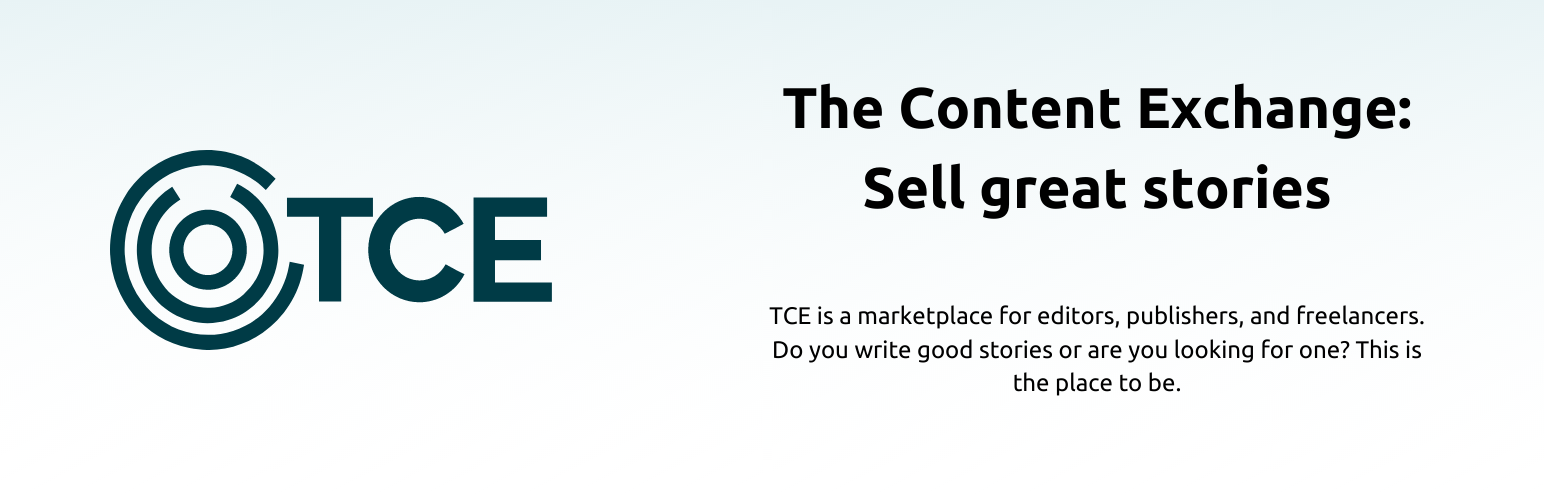 TCE
The Content Exchange:
Sell great stories
TCE is a marketplace for editors, publishers, and freelancers.
Do you write good stories or are you looking for one? This is
the place to be.